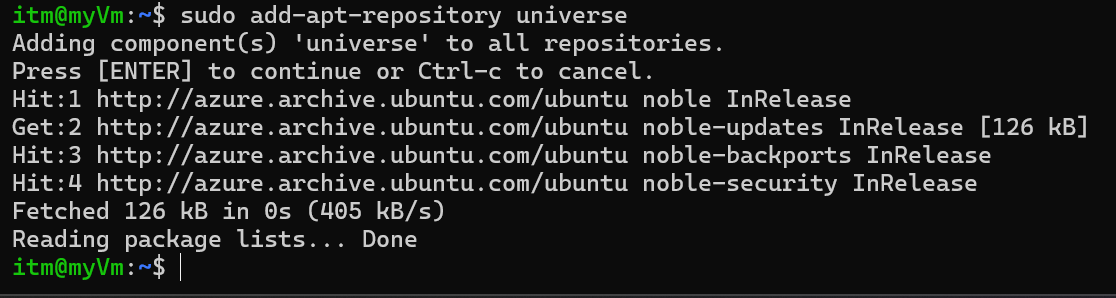 itm@myVm:~$ sudo add-apt-repository universe
Adding component(s) 'universe' to all repositories.
Press [ENTER] to continue or Ctrl-c to cancel.
Hit:1 http://azure.archive.ubuntu.com/ubuntu noble InRelease
Get:2 http://azure.archive.ubuntu.com/ubuntu noble-updates InRelease [126 kB]
Hit:3 http://azure.archive.ubuntu.com/ubuntu noble-backports InRelease
Hit:4 http://azure.archive.ubuntu.com/ubuntu noble-security InRelease
Fetched 126 kB in 0s (405 kB/s)
Reading package lists... Done
itm@myVm:~$